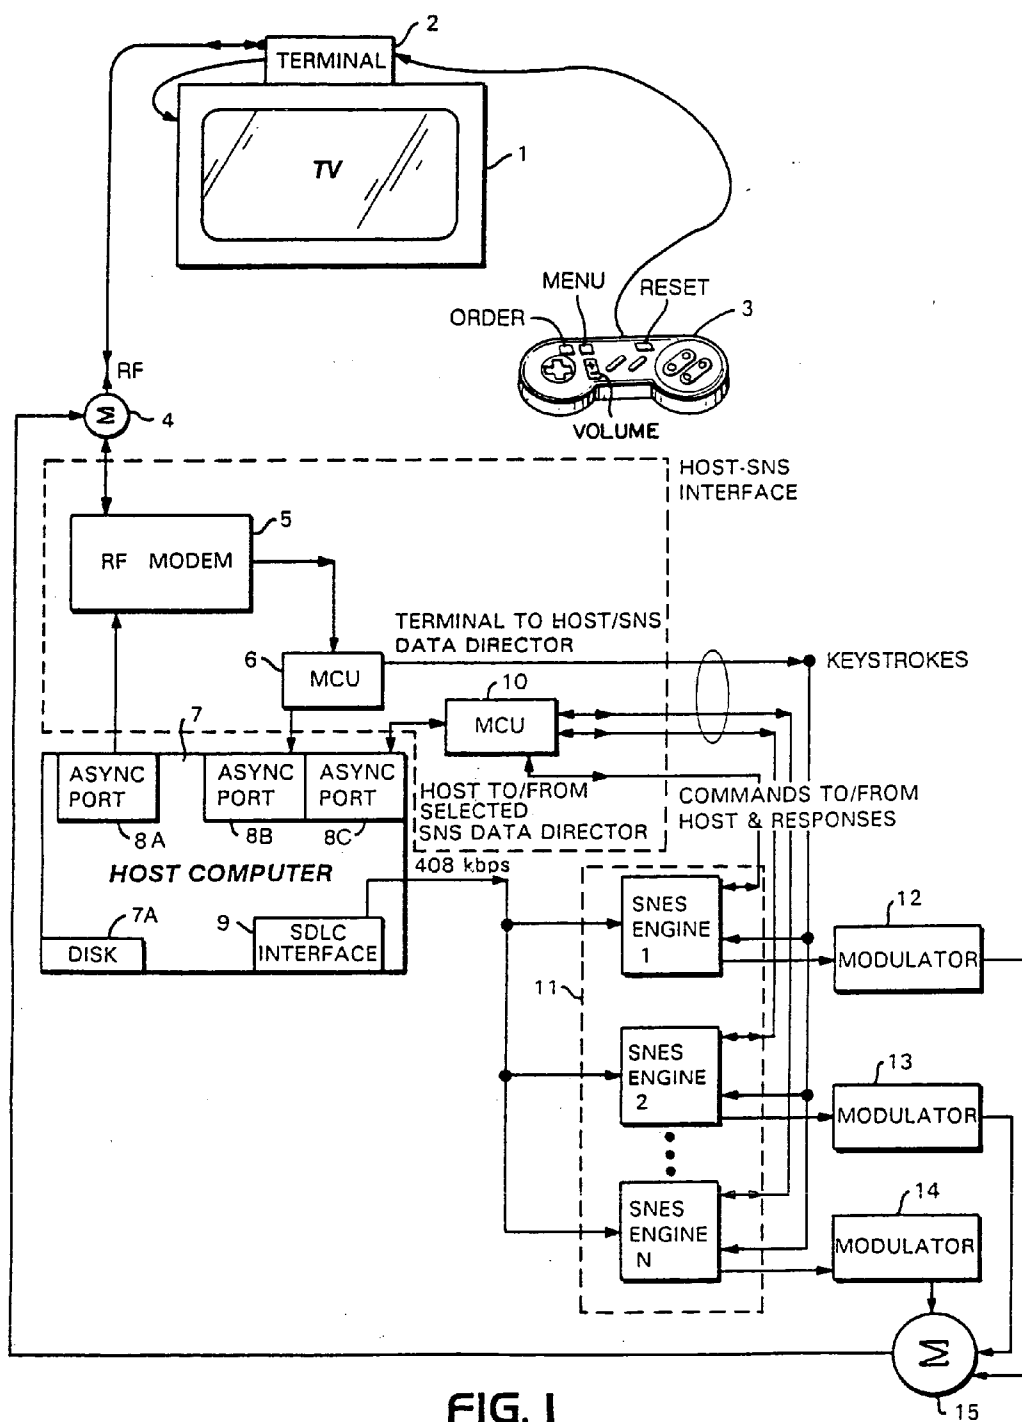 2
TERMINAL
TV
1
MENU
RESET
3
ORDER
VOLUME
RF
M
4
HOST-SNS
INTERFACE
5
RF MODEM
TERMINAL TO HOST/SNS
DATA DIRECTOR
6
MCU
KEYSTROKES
10
MCU
7
ASYNC
PORT
8A
ASYNC
PORT
8B
ASYNC
PORT
8C
HOST TO/FROM
SELECTED
SNS DATA DIRECTOR
COMMANDS TO/FROM
HOST & RESPONSES
HOST COMPUTER
408 kbps
7A
DISK
9
SDLC
INTERFACE
11
SNES
ENGINE
1
12
MODULATOR
SNES
ENGINE
2
13
MODULATOR
SNES
ENGINE
N
14
MODULATOR
M
15
FIG. 1